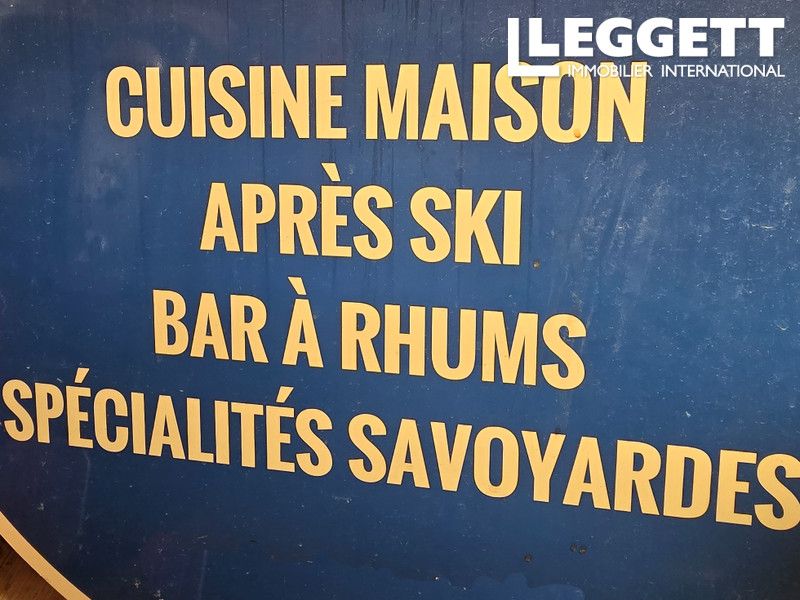 LEGGETT
IMMOBILIER INTERNATIONAL
CUISINE MAISON
APRÈS SKI
BAR À RHUMS
SPÉCIALITÉS SAVOYARDES